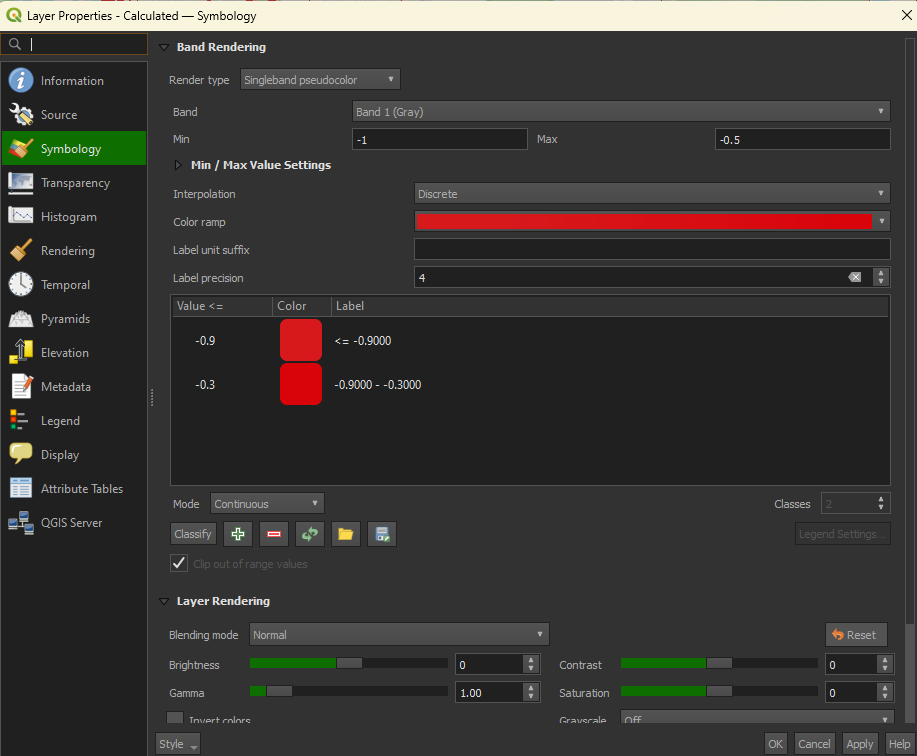 Layer Properties - Calculated — Symbology
Information
Source
Symbology
Transparency
Histogram
Rendering
Temporal
Pyramids
Elevation
Metadata
Legend
Display
Attribute Tables
QGIS Server
Band Rendering
Render type Singleband pseudocolor
Band Band 1 (Gray)
Min -1 Max -0.5
Min / Max Value Settings
Interpolation Discrete
Color ramp
Label unit suffix
Label precision 4
Value <= Color Label
-0.9 <= -0.9000
-0.3 -0.9000 - -0.3000
Mode Continuous Classes 2
Classify Legend Settings...
Clip out of range values
Layer Rendering
Blending mode Normal Reset
Brightness 0 Contrast 0
Gamma 1.00 Saturation 0
Invert colors Grayscale Off
Style OK Cancel Apply Help